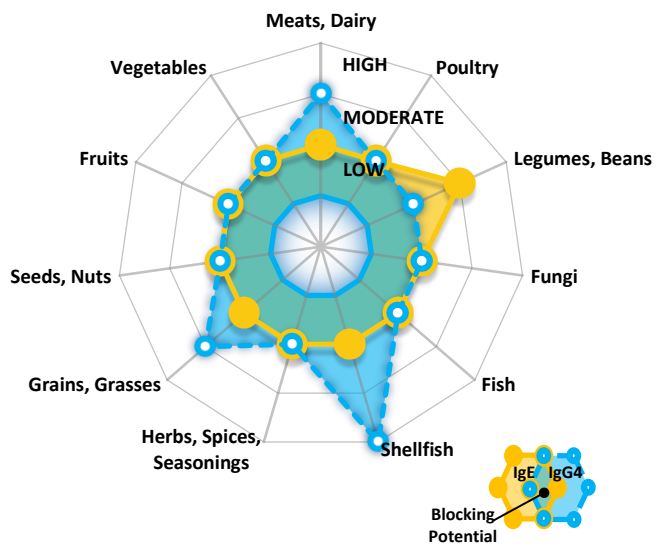 Meats, Dairy
HIGH
Vegetables
Poultry
MODERATE
Fruits
LOW
Legumes, Beans
Seeds, Nuts
Fungi
Grains, Grasses
Fish
Herbs, Spices,
Seasonings
Shellfish
IgE
IgG4
Blocking
Potential